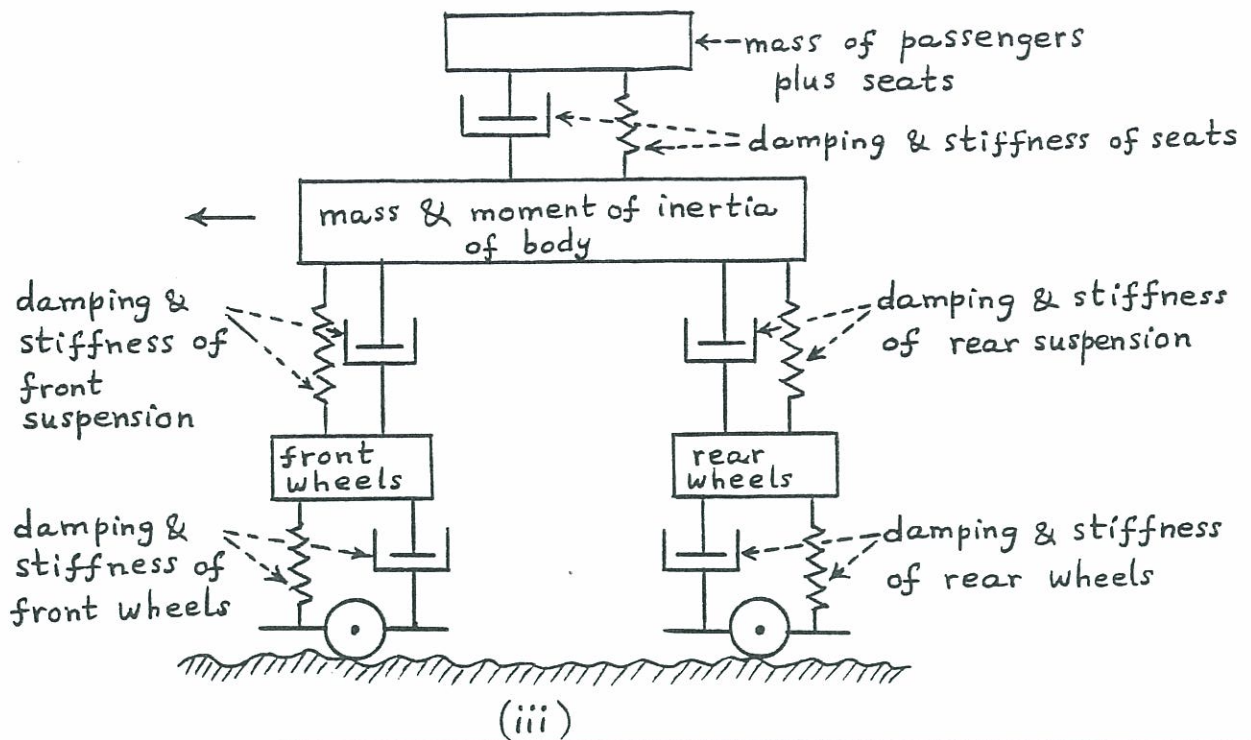 mass of passengers
plus seats
damping & stiffness of seats
mass & moment of inertia
of body
damping &
stiffness of
front
suspension
damping & stiffness
of rear suspension
front
wheels
rear
wheels
damping &
stiffness of
front wheels
damping & stiffness
of rear wheels
(iii)